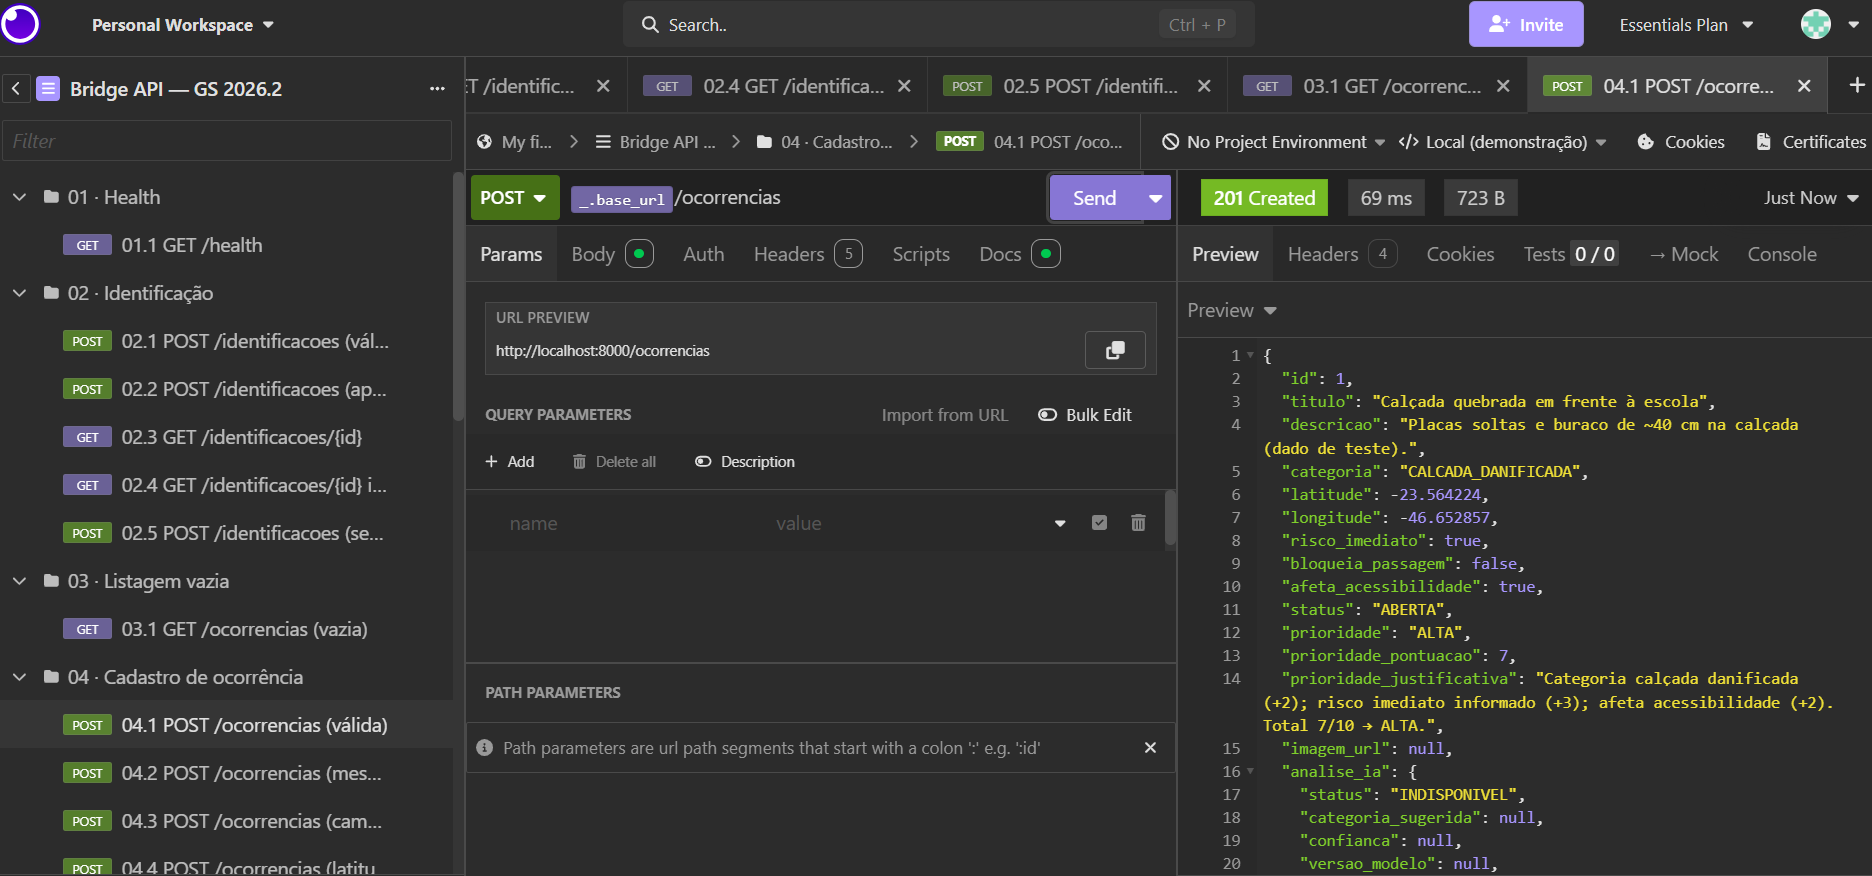 Personal Workspace
Search..
Ctrl + P
Invite
Essentials Plan
Bridge API — GS 2026.2
ET /identific...
GET 02.4 GET /identifica...
POST 02.5 POST /identifi...
GET 03.1 GET /ocorrenc...
POST 04.1 POST /ocorre...
Filter
My fi...
Bridge API ...
04 · Cadastro...
POST 04.1 POST /oco...
No Project Environment
Local (demonstração)
Cookies
Certificates
01 · Health
GET 01.1 GET /health
02 · Identificação
POST 02.1 POST /identificacoes (vál...
POST 02.2 POST /identificacoes (ap...
GET 02.3 GET /identificacoes/{id}
GET 02.4 GET /identificacoes/{id} i...
POST 02.5 POST /identificacoes (se...
03 · Listagem vazia
GET 03.1 GET /ocorrencias (vazia)
04 · Cadastro de ocorrência
POST 04.1 POST /ocorrencias (válida)
POST 04.2 POST /ocorrencias (mes...
POST 04.3 POST /ocorrencias (cam...
POST 04.4 POST /ocorrencias (latitu
POST
_.base_url/ocorrencias
Send
Params
Body
Auth
Headers 5
Scripts
Docs
URL PREVIEW
http://localhost:8000/ocorrencias
QUERY PARAMETERS
Import from URL
Bulk Edit
Add
Delete all
Description
name
value
PATH PARAMETERS
Path parameters are url path segments that start with a colon ':' e.g. ':id'
201 Created
69 ms
723 B
Just Now
Preview
Headers 4
Cookies
Tests 0 / 0
→ Mock
Console
Preview
1 {
2 "id": 1,
3 "titulo": "Calçada quebrada em frente à escola",
4 "descricao": "Placas soltas e buraco de ~40 cm na calçada
(dado de teste).",
5 "categoria": "CALCADA_DANIFICADA",
6 "latitude": -23.564224,
7 "longitude": -46.652857,
8 "risco_imediato": true,
9 "bloqueia_passagem": false,
10 "afeta_acessibilidade": true,
11 "status": "ABERTA",
12 "prioridade": "ALTA",
13 "prioridade_pontuacao": 7,
14 "prioridade_justificativa": "Categoria calçada danificada
(+2); risco imediato informado (+3); afeta acessibilidade (+2).
Total 7/10 → ALTA.",
15 "imagem_url": null,
16 "analise_ia": {
17 "status": "INDISPONIVEL",
18 "categoria_sugerida": null,
19 "confianca": null,
20 "versao_modelo": null,